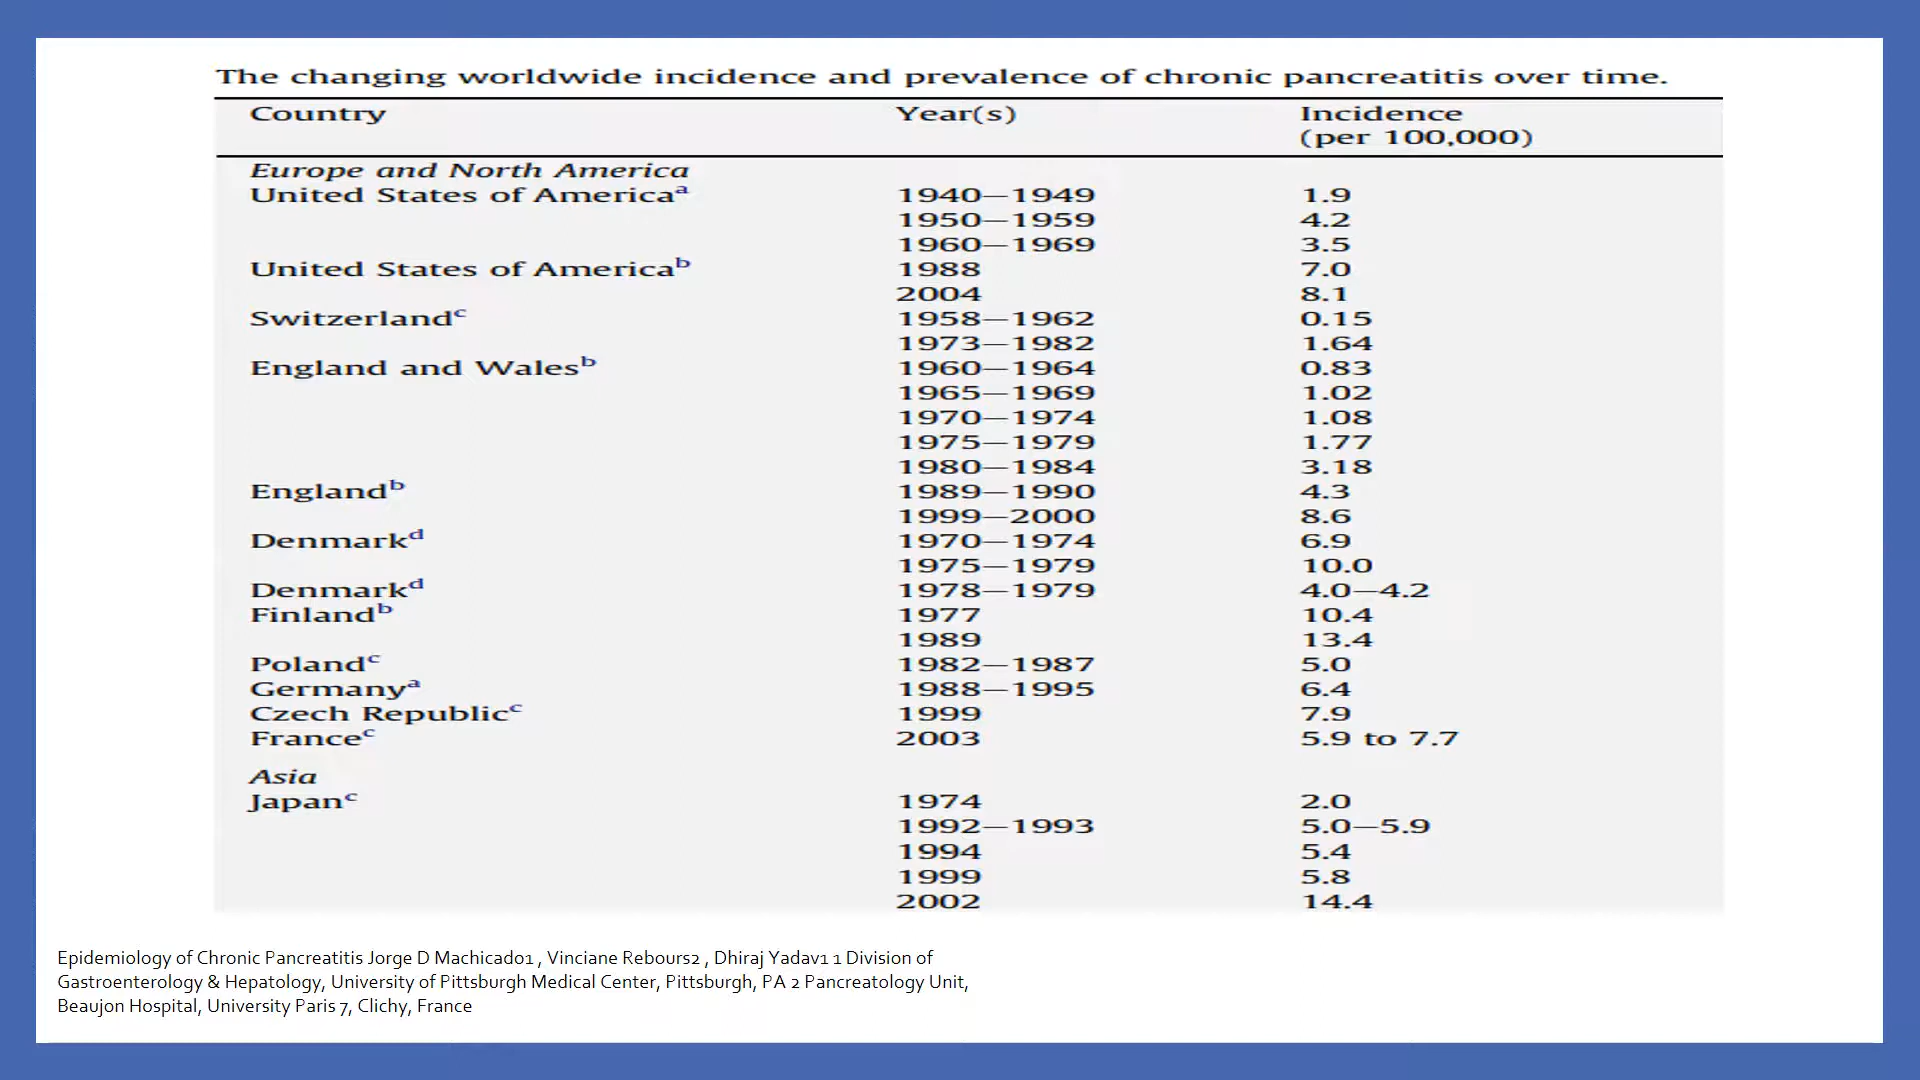 The changing worldwide incidence and prevalence of chronic pancreatitis over time.
Country Year(s) Incidence
(per 100,000)
Europe and North America
United States of Americaᵃ 1940—1949 1.9
1950—1959 4.2
1960—1969 3.5
United States of Americaᵇ 1988 7.0
2004 8.1
Switzerlandᶜ 1958—1962 0.15
1973—1982 1.64
England and Walesᵇ 1960—1964 0.83
1965—1969 1.02
1970—1974 1.08
1975—1979 1.77
1980—1984 3.18
Englandᵇ 1989—1990 4.3
1999—2000 8.6
Denmarkᵈ 1970—1974 6.9
1975—1979 10.0
Denmarkᵈ 1978—1979 4.0—4.2
Finlandᵇ 1977 10.4
1989 13.4
Polandᶜ 1982—1987 5.0
Germanyᵃ 1988—1995 6.4
Czech Republicᶜ 1999 7.9
Franceᶜ 2003 5.9 to 7.7
Asia
Japanᶜ 1974 2.0
1992—1993 5.0—5.9
1994 5.4
1999 5.8
2002 14.4
Epidemiology of Chronic Pancreatitis Jorge D Machicado1 , Vinciane Rebours2 , Dhiraj Yadav1 1 Division of
Gastroenterology & Hepatology, University of Pittsburgh Medical Center, Pittsburgh, PA 2 Pancreatology Unit,
Beaujon Hospital, University Paris 7, Clichy, France